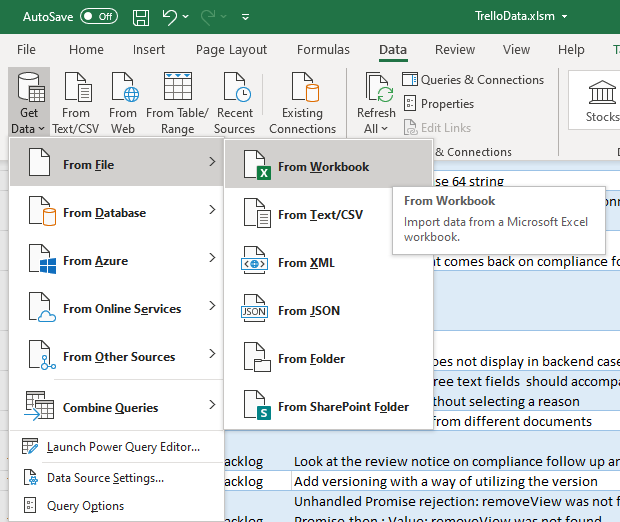 AutoSave Off TrelloData.xlsm
File Home Insert Page Layout Formulas Data Review View Help
Get Data
From Text/CSV
From Web
From Table/ Range
Recent Sources
Existing Connections
Refresh All
Queries & Connections
Properties
Edit Links
& Connections
Stocks
From File
From Database
From Azure
From Online Services
From Other Sources
Combine Queries
Launch Power Query Editor...
Data Source Settings...
Query Options
From Workbook
From Text/CSV
From XML
From JSON
From Folder
From SharePoint Folder
From Workbook
Import data from a Microsoft Excel
workbook.
se 64 string
t comes back on compliance fo
oes not display in backend case
ree text fields should accompa
thout selecting a reason
from different documents
acklog Look at the review notice on compliance follow up an
acklog Add versioning with a way of utilizing the version
Unhandled Promise rejection: removeView was not f
acklog Promise.then ; Value: removeView was not found